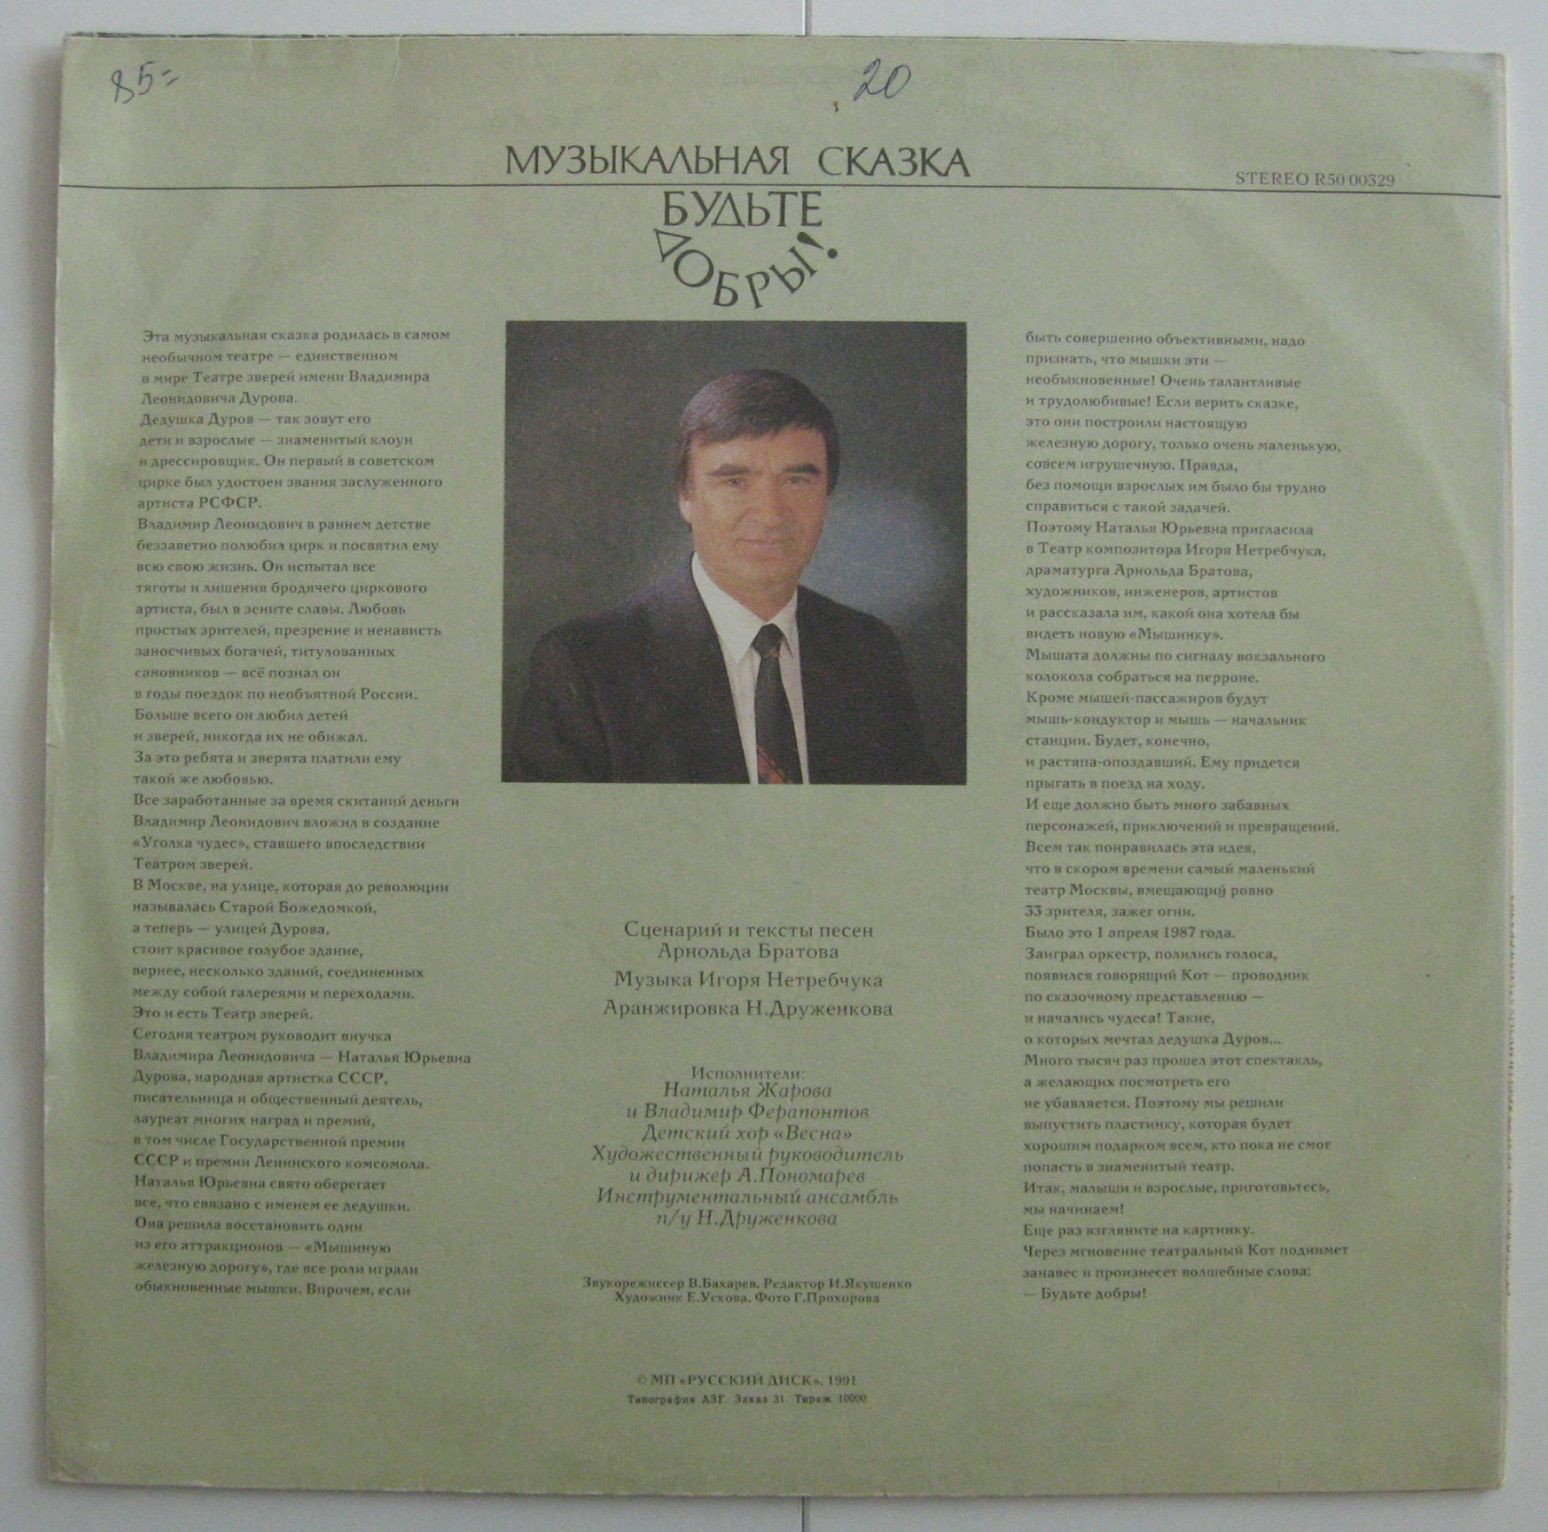 85=
20
МУЗЫКАЛЬНАЯ СКАЗКА
STEREO R50 00329
БУДЬТЕ
ДОБРЫ!
Эта музыкальная сказка родилась в самом
необычном театре — единственном
в мире Театре зверей имени Владимира
Леонидовича Дурова.
Дедушка Дуров — так зовут его
дети и взрослые — знаменитый клоун
и дрессировщик. Он первый в советском
цирке был удостоен звания заслуженного
артиста РСФСР.
Владимир Леонидович в раннем детстве
беззаветно полюбил цирк и посвятил ему
всю свою жизнь. Он испытал все
тяготы и лишения бродячего циркового
артиста, был в зените славы. Любовь
простых зрителей, презрение и ненависть
заносчивых богачей, титулованных
сановников — всё познал он
в годы поездок по необъятной России.
Больше всего он любил детей
и зверей, никогда их не обижал.
За это ребята и зверята платили ему
такой же любовью.
Все заработанные за время скитаний деньги
Владимир Леонидович вложил в создание
«Уголка чудес», ставшего впоследствии
Театром зверей.
В Москве, на улице, которая до революции
называлась Старой Божедомкой,
а теперь — улицей Дурова,
стоит красивое голубое здание,
вернее, несколько зданий, соединенных
между собой галереями и переходами.
Это и есть Театр зверей.
Сегодня театром руководит внучка
Владимира Леонидовича — Наталья Юрьевна
Дурова, народная артистка СССР,
писательница и общественный деятель,
лауреат многих наград и премий,
в том числе Государственной премии
СССР и премии Ленинского комсомола.
Наталья Юрьевна свято оберегает
все, что связано с именем ее дедушки.
Она решила восстановить один
из его аттракционов — «Мышиную
железную дорогу», где все роли играли
обыкновенные мышки. Впрочем, если
Сценарий и тексты песен
Арнольда Братова
Музыка Игоря Нетребчука
Аранжировка Н.Друженкова
Исполнители:
Наталья Жарова
и Владимир Ферапонтов
Детский хор «Весна»
Художественный руководитель
и дирижер А.Пономарев
Инструментальный ансамбль
п/у Н.Друженкова
Звукорежиссер В.Бахарев. Редактор И.Якушенко
Художник Е.Ускова. Фото Г.Прохорова
© МП «РУССКИЙ ДИСК», 1991
Типография АЗГ. Заказ 31. Тираж 10000
быть совершенно объективными, надо
признать, что мышки эти —
необыкновенные! Очень талантливые
и трудолюбивые! Если верить сказке,
это они построили настоящую
железную дорогу, только очень маленькую,
совсем игрушечную. Правда,
без помощи взрослых им было бы трудно
справиться с такой задачей.
Поэтому Наталья Юрьевна пригласила
в Театр композитора Игоря Нетребчука,
драматурга Арнольда Братова,
художников, инженеров, артистов
и рассказала им, какой она хотела бы
видеть новую «Мышинку».
Мышата должны по сигналу вокзального
колокола собраться на перроне.
Кроме мышей-пассажиров будут
мышь-кондуктор и мышь — начальник
станции. Будет, конечно,
и растяпа-опоздавший. Ему придется
прыгать в поезд на ходу.
И еще должно быть много забавных
персонажей, приключений и превращений.
Всем так понравилась эта идея,
что в скором времени самый маленький
театр Москвы, вмещающий ровно
33 зрителя, зажег огни.
Было это 1 апреля 1987 года.
Заиграл оркестр, полились голоса,
появился говорящий Кот — проводник
по сказочному представлению —
и начались чудеса! Такие,
о которых мечтал дедушка Дуров...
Много тысяч раз прошел этот спектакль,
а желающих посмотреть его
не убавляется. Поэтому мы решили
выпустить пластинку, которая будет
хорошим подарком всем, кто пока не смог
попасть в знаменитый театр.
Итак, малыши и взрослые, приготовьтесь,
мы начинаем!
Еще раз взгляните на картинку.
Через мгновение театральный Кот поднимет
занавес и произнесет волшебные слова:
— Будьте добры!